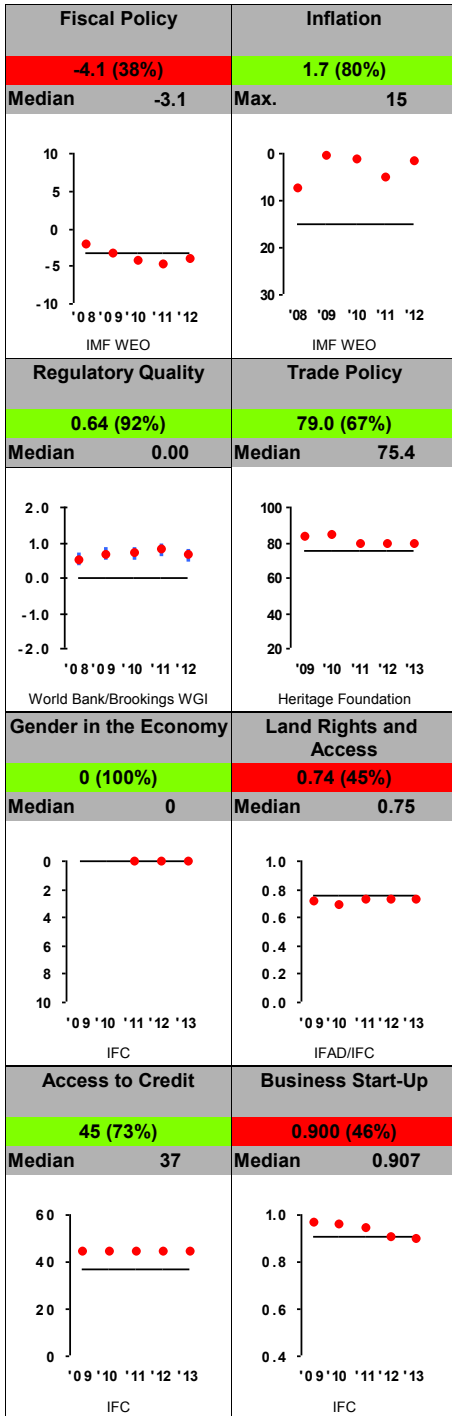 Fiscal Policy
-4.1 (38%)
Median -3.1
10
5
0
-5
-10
'08 '09 '10 '11 '12
IMF WEO
Inflation
1.7 (80%)
Max. 15
0
10
20
30
'08 '09 '10 '11 '12
IMF WEO
Regulatory Quality
0.64 (92%)
Median 0.00
2.0
1.0
0.0
-1.0
-2.0
'08 '09 '10 '11 '12
World Bank/Brookings WGI
Trade Policy
79.0 (67%)
Median 75.4
100
80
60
40
20
'09 '10 '11 '12 '13
Heritage Foundation
Gender in the Economy
0 (100%)
Median 0
0
2
4
6
8
10
'09 '10 '11 '12 '13
IFC
Land Rights and
Access
0.74 (45%)
Median 0.75
1.0
0.8
0.6
0.4
0.2
0.0
'09 '10 '11 '12 '13
IFAD/IFC
Access to Credit
45 (73%)
Median 37
60
40
20
0
'09 '10 '11 '12 '13
IFC
Business Start-Up
0.900 (46%)
Median 0.907
1.0
0.8
0.6
0.4
'09 '10 '11 '12 '13
IFC